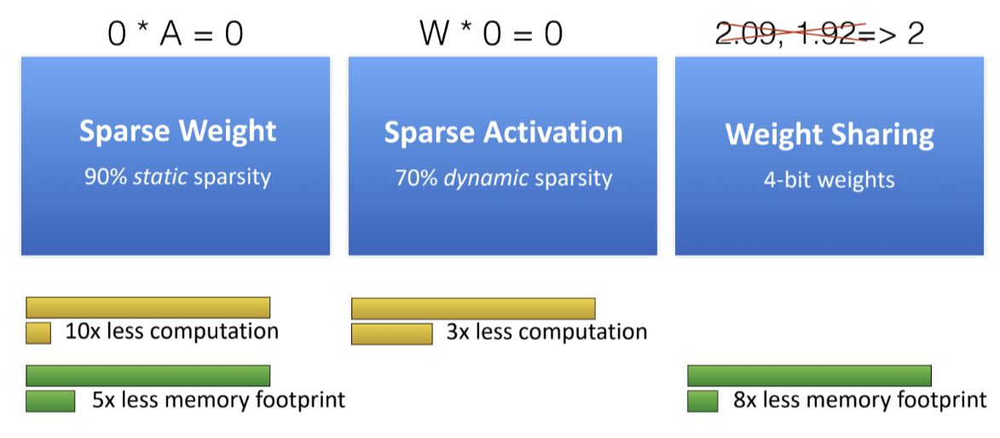 0 * A = 0
W * 0 = 0
2.09, 1.92=> 2
Sparse Weight
90% static sparsity
Sparse Activation
70% dynamic sparsity
Weight Sharing
4-bit weights
10x less computation
3x less computation
5x less memory footprint
8x less memory footprint